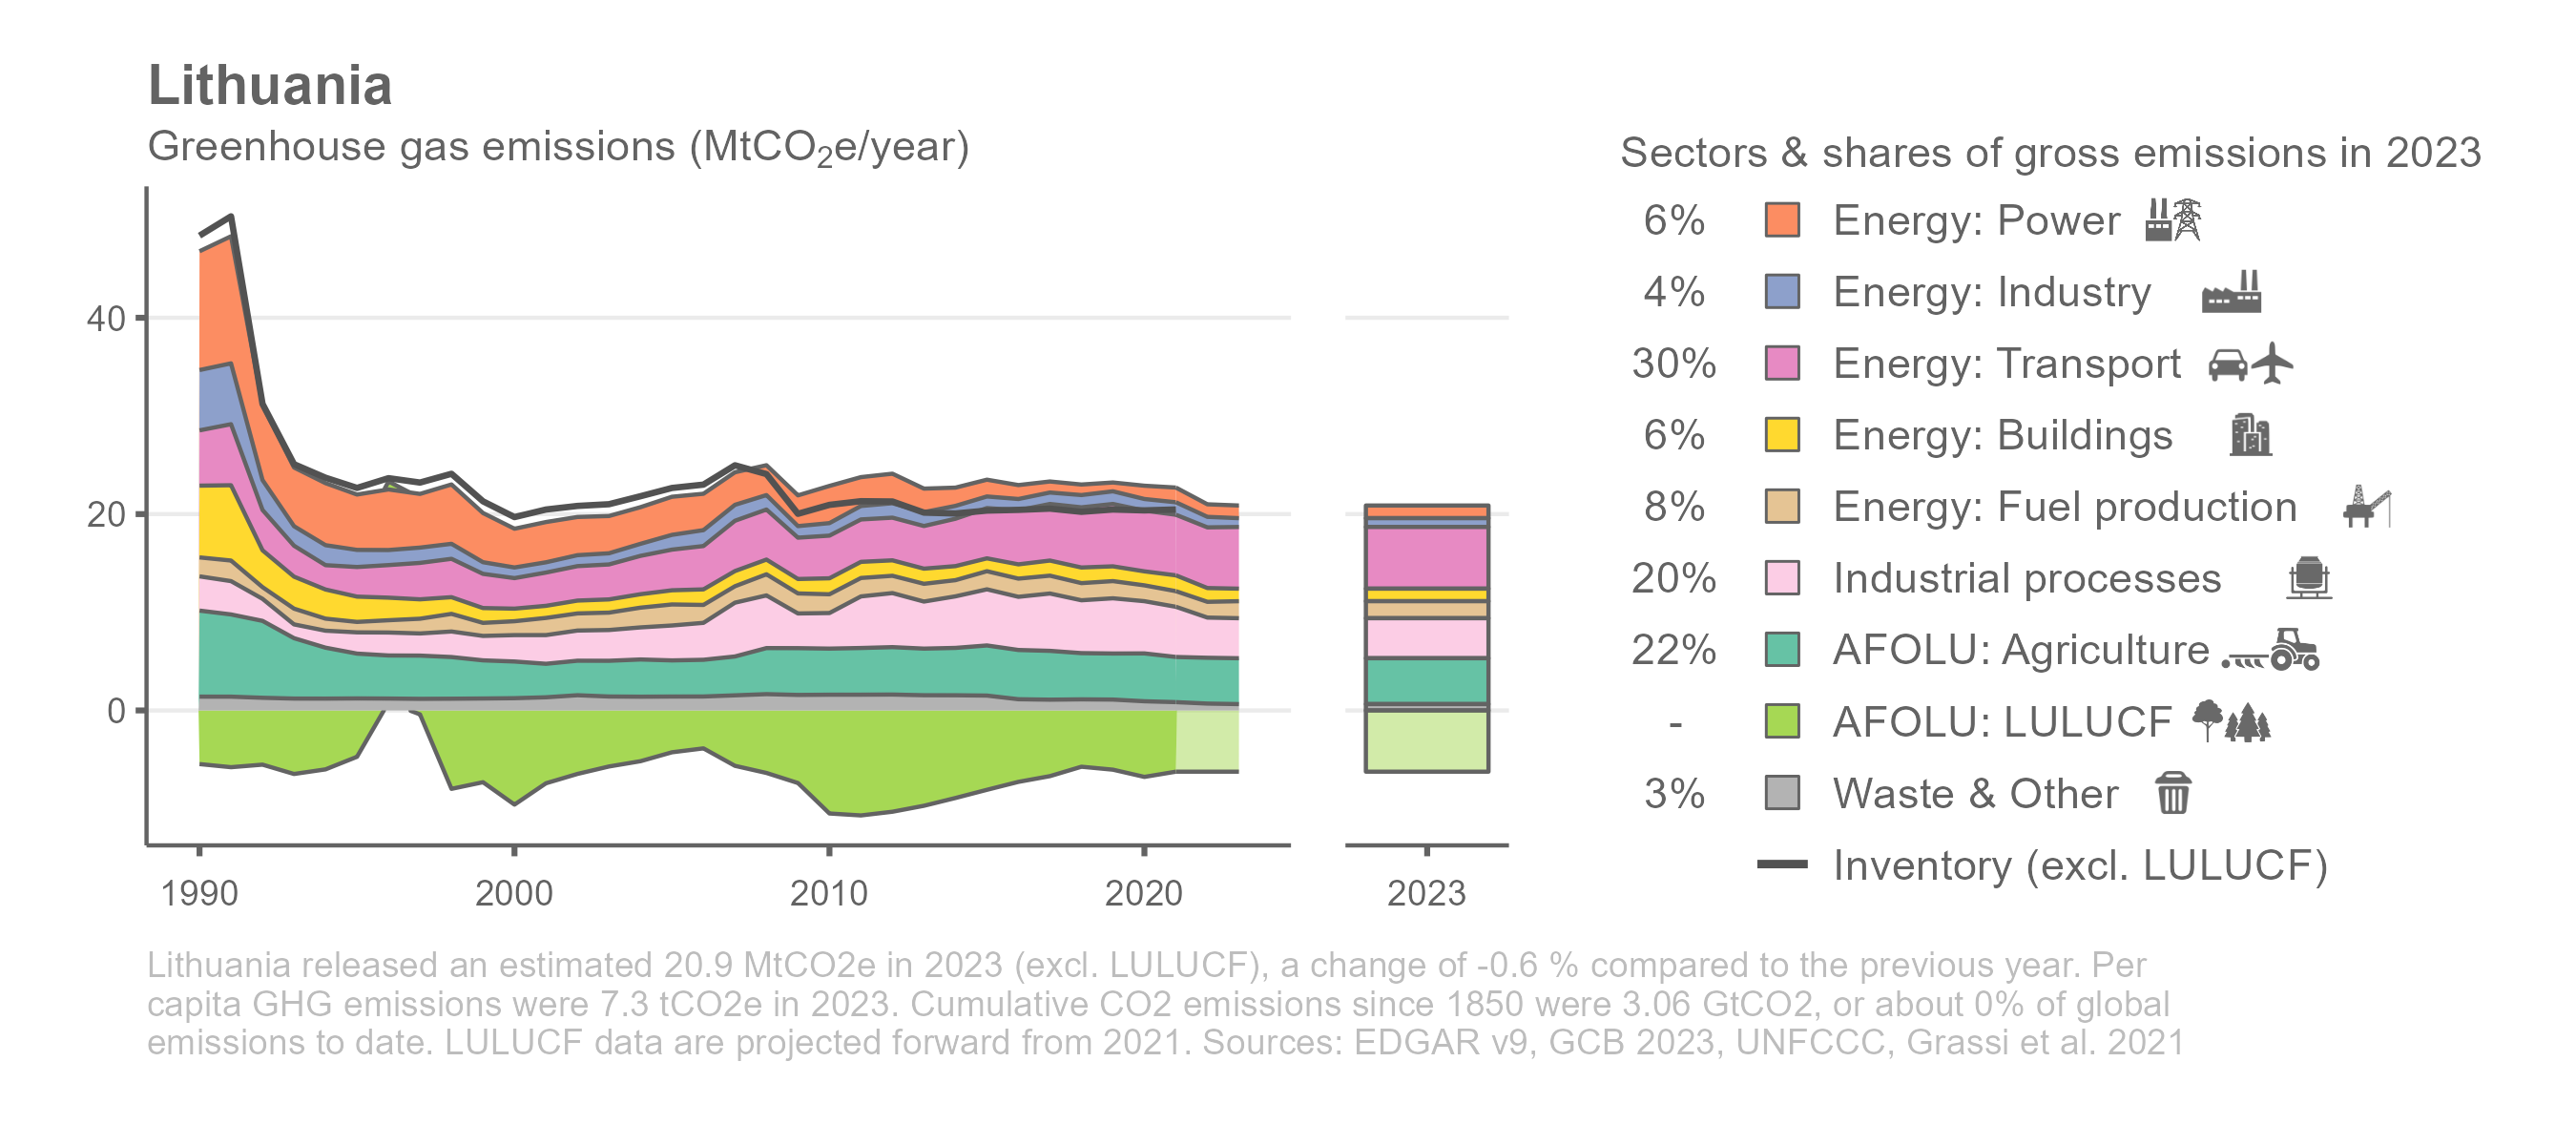 Lithuania
Greenhouse gas emissions (MtCO₂e/year)
40
20
0
1990
2000
2010
2020
2023
Sectors & shares of gross emissions in 2023
6% Energy: Power
4% Energy: Industry
30% Energy: Transport
6% Energy: Buildings
8% Energy: Fuel production
20% Industrial processes
22% AFOLU: Agriculture
- AFOLU: LULUCF
3% Waste & Other
Inventory (excl. LULUCF)
Lithuania released an estimated 20.9 MtCO2e in 2023 (excl. LULUCF), a change of -0.6 % compared to the previous year. Per
capita GHG emissions were 7.3 tCO2e in 2023. Cumulative CO2 emissions since 1850 were 3.06 GtCO2, or about 0% of global
emissions to date. LULUCF data are projected forward from 2021. Sources: EDGAR v9, GCB 2023, UNFCCC, Grassi et al. 2021